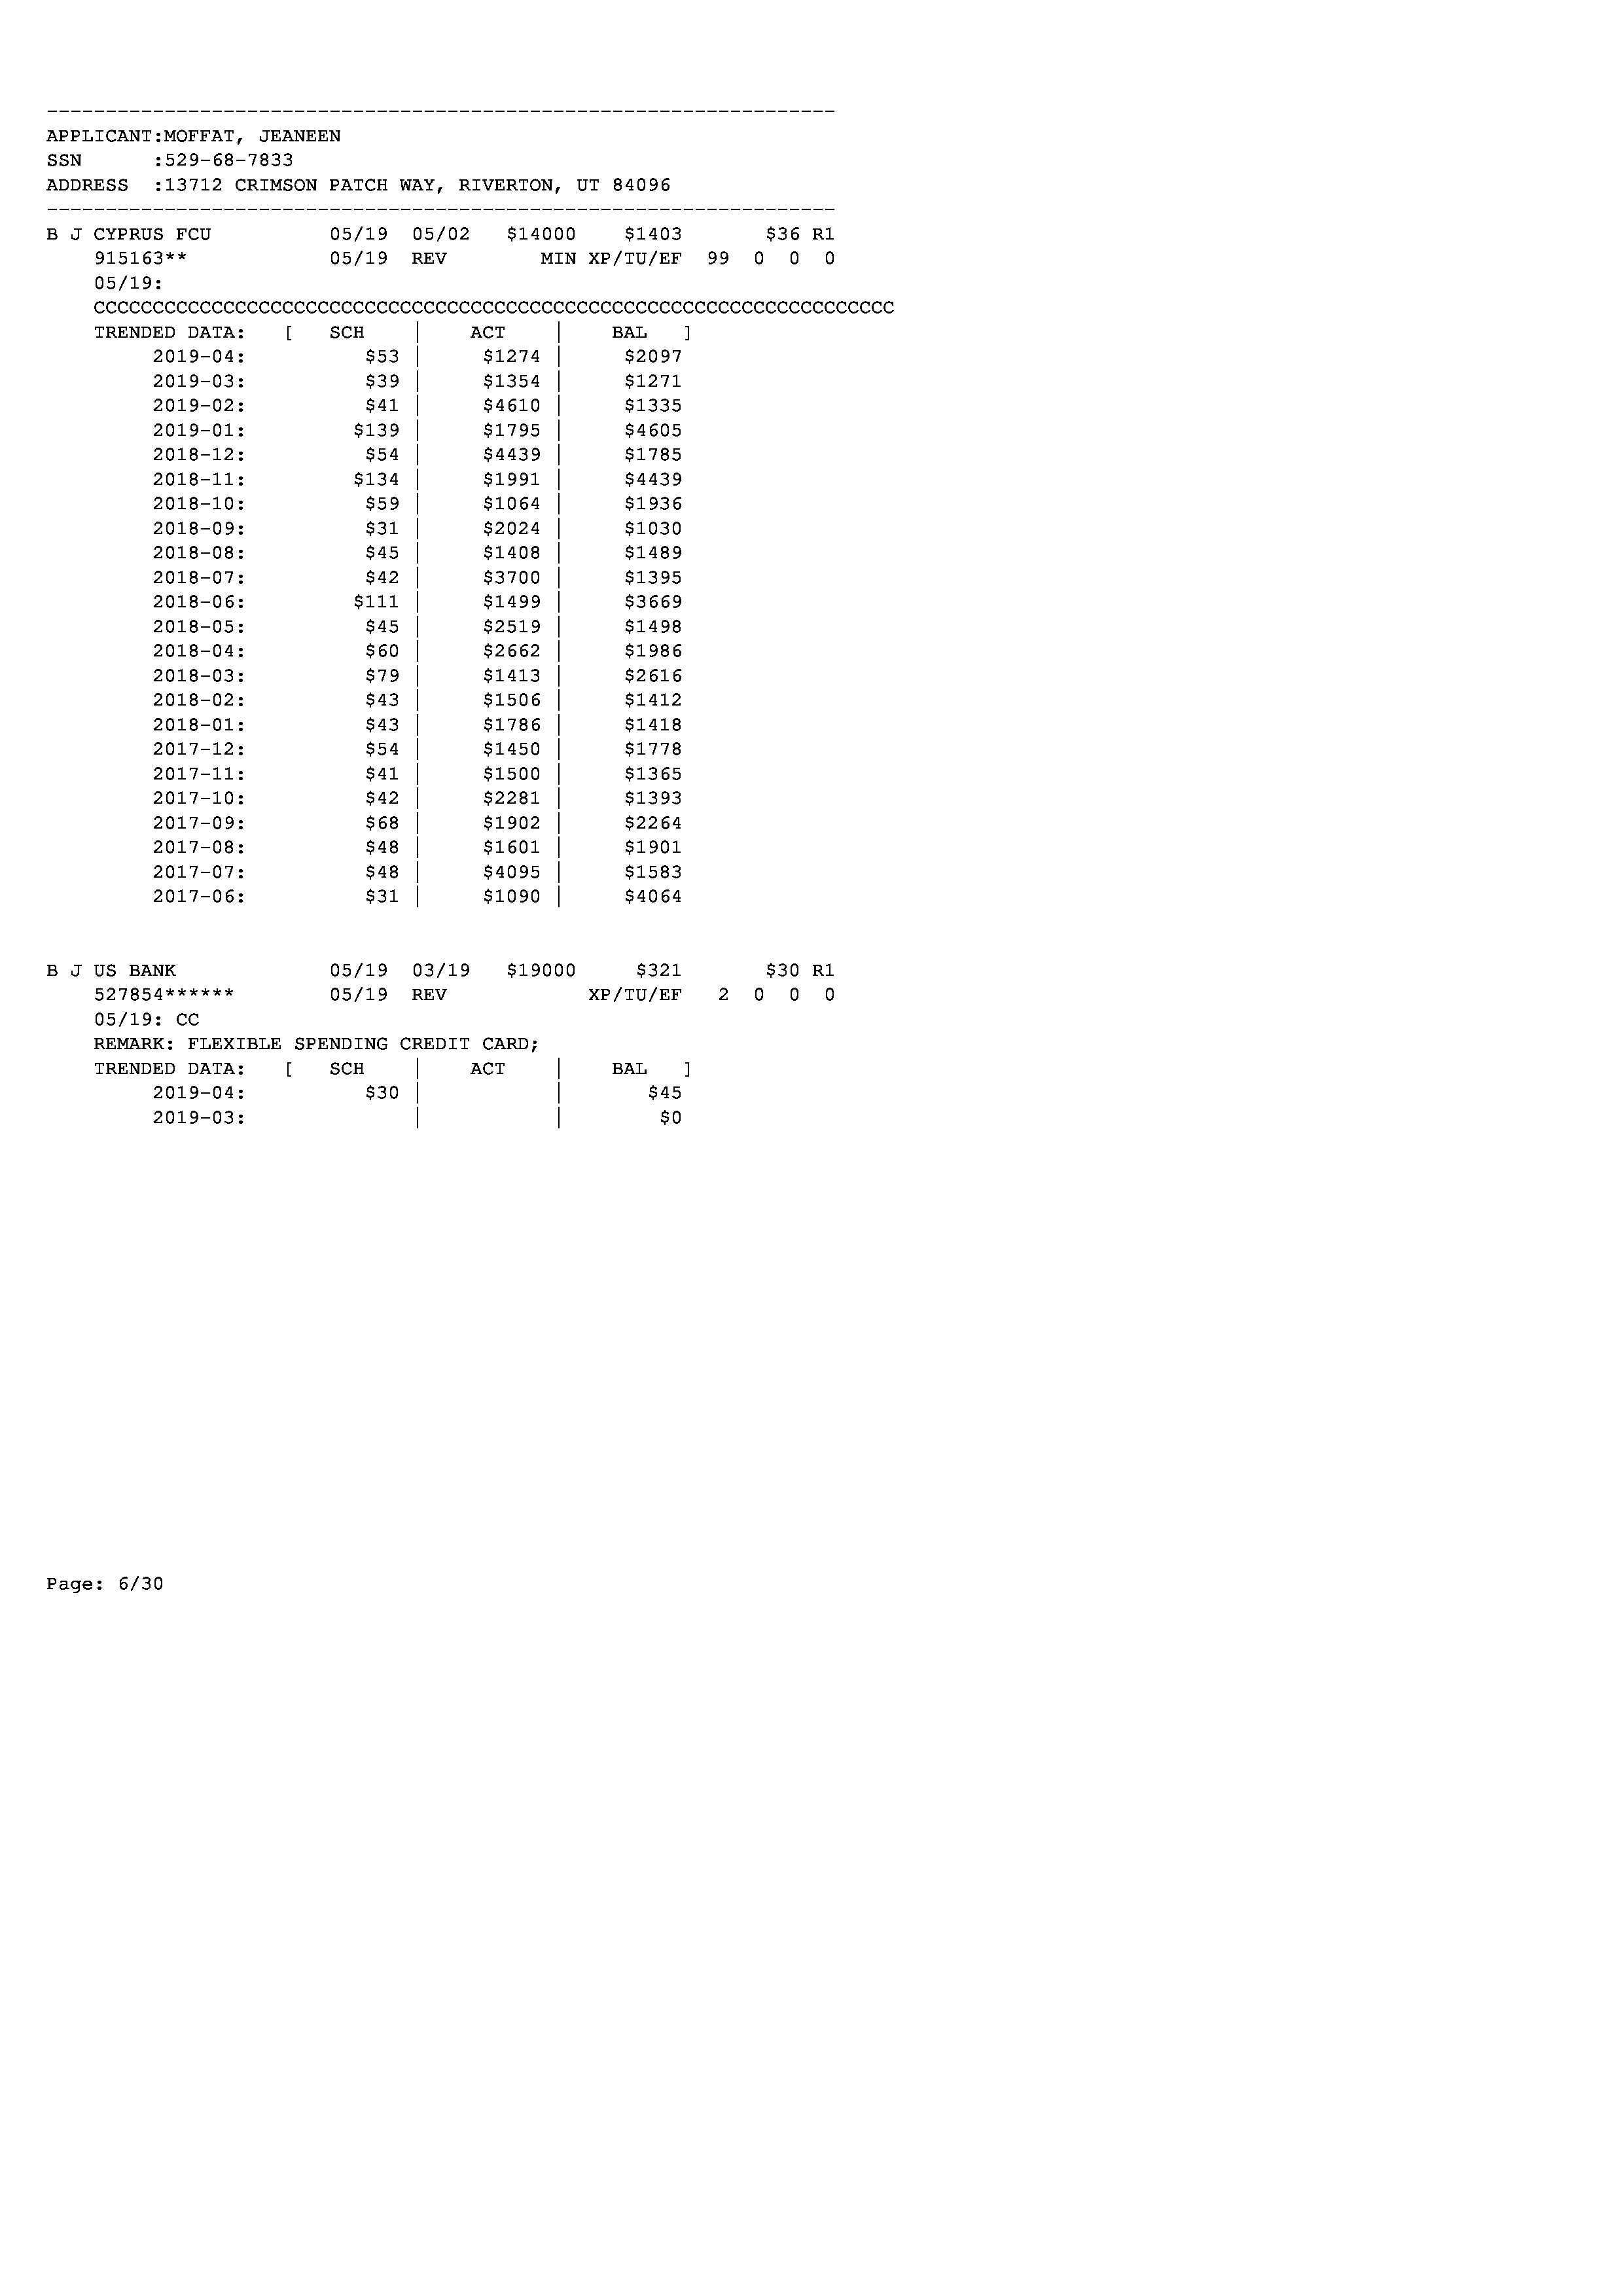 -------------------------------------------------------------------
APPLICANT:MOFFAT, JEANEEN
SSN      :529-68-7833
ADDRESS  :13712 CRIMSON PATCH WAY, RIVERTON, UT 84096
-------------------------------------------------------------------
B J CYPRUS FCU          05/19  05/02   $14000    $1403       $36 R1
    915163**            05/19  REV        MIN XP/TU/EF  99  0  0  0
    05/19:
    CCCCCCCCCCCCCCCCCCCCCCCCCCCCCCCCCCCCCCCCCCCCCCCCCCCCCCCCCCCCCCCCCCCC
    TRENDED DATA:   [   SCH    |    ACT    |    BAL   ]
         2019-04:          $53 |     $1274 |     $2097
         2019-03:          $39 |     $1354 |     $1271
         2019-02:          $41 |     $4610 |     $1335
         2019-01:         $139 |     $1795 |     $4605
         2018-12:          $54 |     $4439 |     $1785
         2018-11:         $134 |     $1991 |     $4439
         2018-10:          $59 |     $1064 |     $1936
         2018-09:          $31 |     $2024 |     $1030
         2018-08:          $45 |     $1408 |     $1489
         2018-07:          $42 |     $3700 |     $1395
         2018-06:         $111 |     $1499 |     $3669
         2018-05:          $45 |     $2519 |     $1498
         2018-04:          $60 |     $2662 |     $1986
         2018-03:          $79 |     $1413 |     $2616
         2018-02:          $43 |     $1506 |     $1412
         2018-01:          $43 |     $1786 |     $1418
         2017-12:          $54 |     $1450 |     $1778
         2017-11:          $41 |     $1500 |     $1365
         2017-10:          $42 |     $2281 |     $1393
         2017-09:          $68 |     $1902 |     $2264
         2017-08:          $48 |     $1601 |     $1901
         2017-07:          $48 |     $4095 |     $1583
         2017-06:          $31 |     $1090 |     $4064
B J US BANK             05/19  03/19   $19000     $321       $30 R1
    527854******        05/19  REV            XP/TU/EF   2  0  0  0
    05/19: CC
    REMARK: FLEXIBLE SPENDING CREDIT CARD;
    TRENDED DATA:   [   SCH    |    ACT    |    BAL   ]
         2019-04:          $30 |           |       $45
         2019-03:              |           |        $0
Page: 6/30